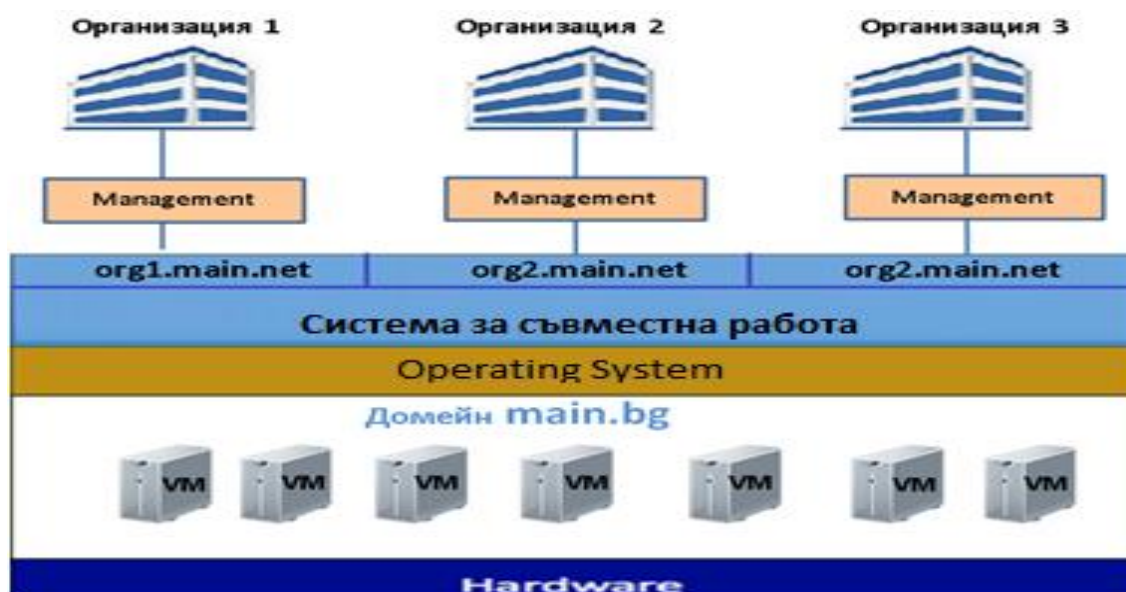 Организация 1 Организация 2 Организация 3
Management Management Management
org1.main.net org2.main.net org2.main.net
Система за съвместна работа
Operating System
Домейн main.bg
VM VM VM VM VM VM VM
Hardware